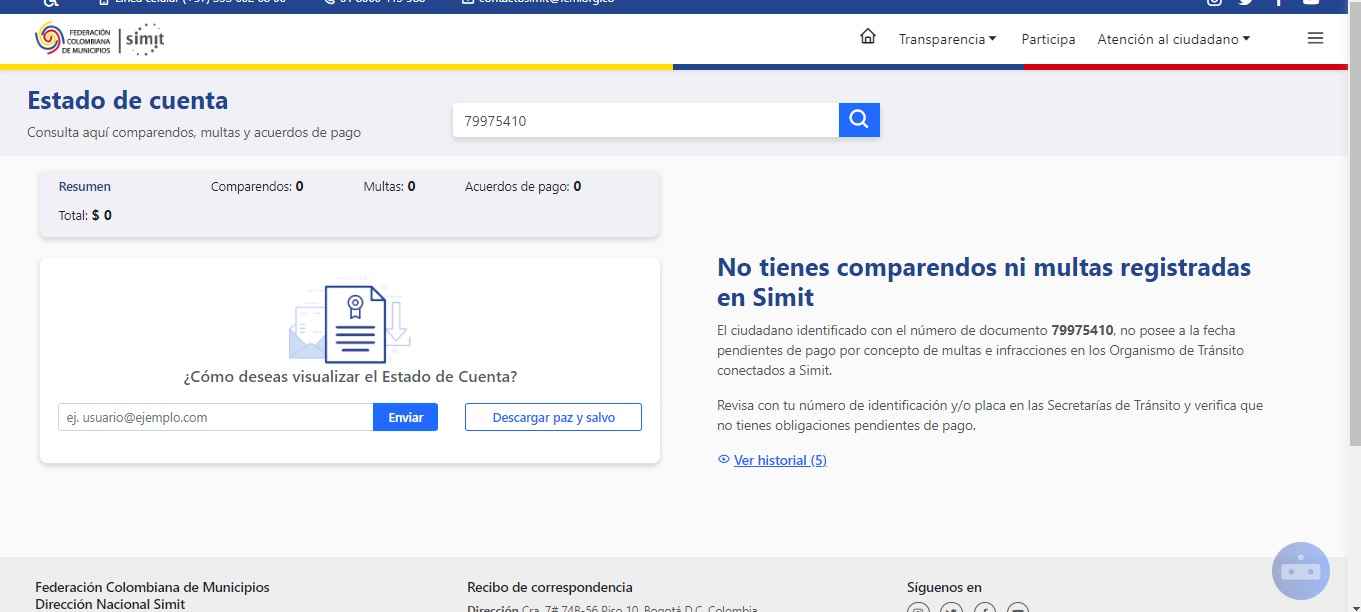 FEDERACIÓN
COLOMBIANA
DE MUNICIPIOS
simit
Transparencia
Participa
Atención al ciudadano
Estado de cuenta
Consulta aquí comparendos, multas y acuerdos de pago
79975410
Resumen
Comparendos: 0
Multas: 0
Acuerdos de pago: 0
Total: $ 0
¿Cómo deseas visualizar el Estado de Cuenta?
ej. usuario@ejemplo.com
Enviar
Descargar paz y salvo
No tienes comparendos ni multas registradas
en Simit
El ciudadano identificado con el número de documento 79975410, no posee a la fecha
pendientes de pago por concepto de multas e infracciones en los Organismo de Tránsito
conectados a Simit.
Revisa con tu número de identificación y/o placa en las Secretarías de Tránsito y verifica que
no tienes obligaciones pendientes de pago.
Ver historial (5)
Federación Colombiana de Municipios
Dirección Nacional Simit
Recibo de correspondencia
Dirección Cra. 7# 74B-56 Piso 10, Bogotá D.C. Colombia
Síguenos en